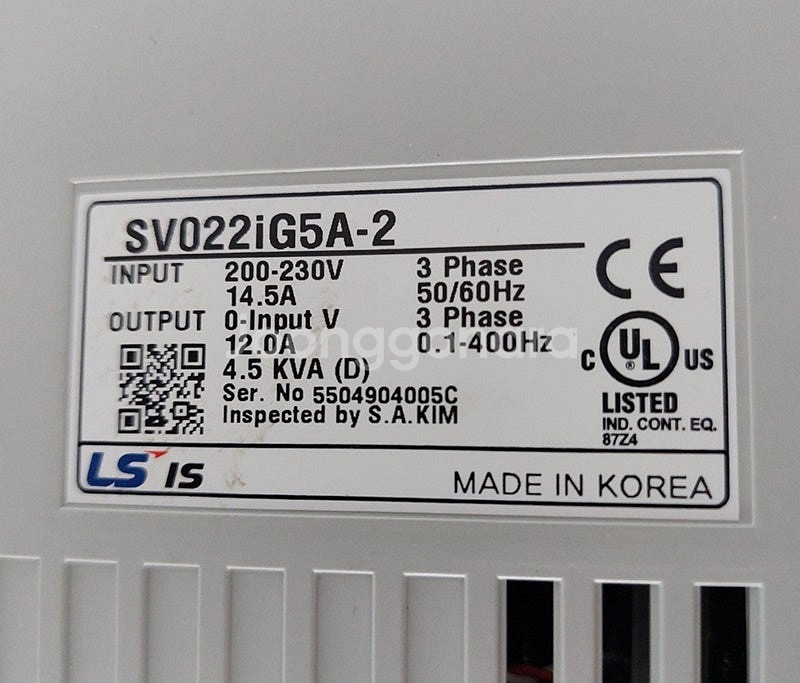 SV022iG5A-2
INPUT 200-230V 3 Phase
14.5A 50/60Hz
OUTPUT 0-Input V 3 Phase
12.0A 0.1-400Hz
4.5 KVA (D)
Ser. No 5504904005C
Inspected by S.A.KIM
CE
C UL US
®
LISTED
IND. CONT. EQ.
87Z4
LS IS
MADE IN KOREA